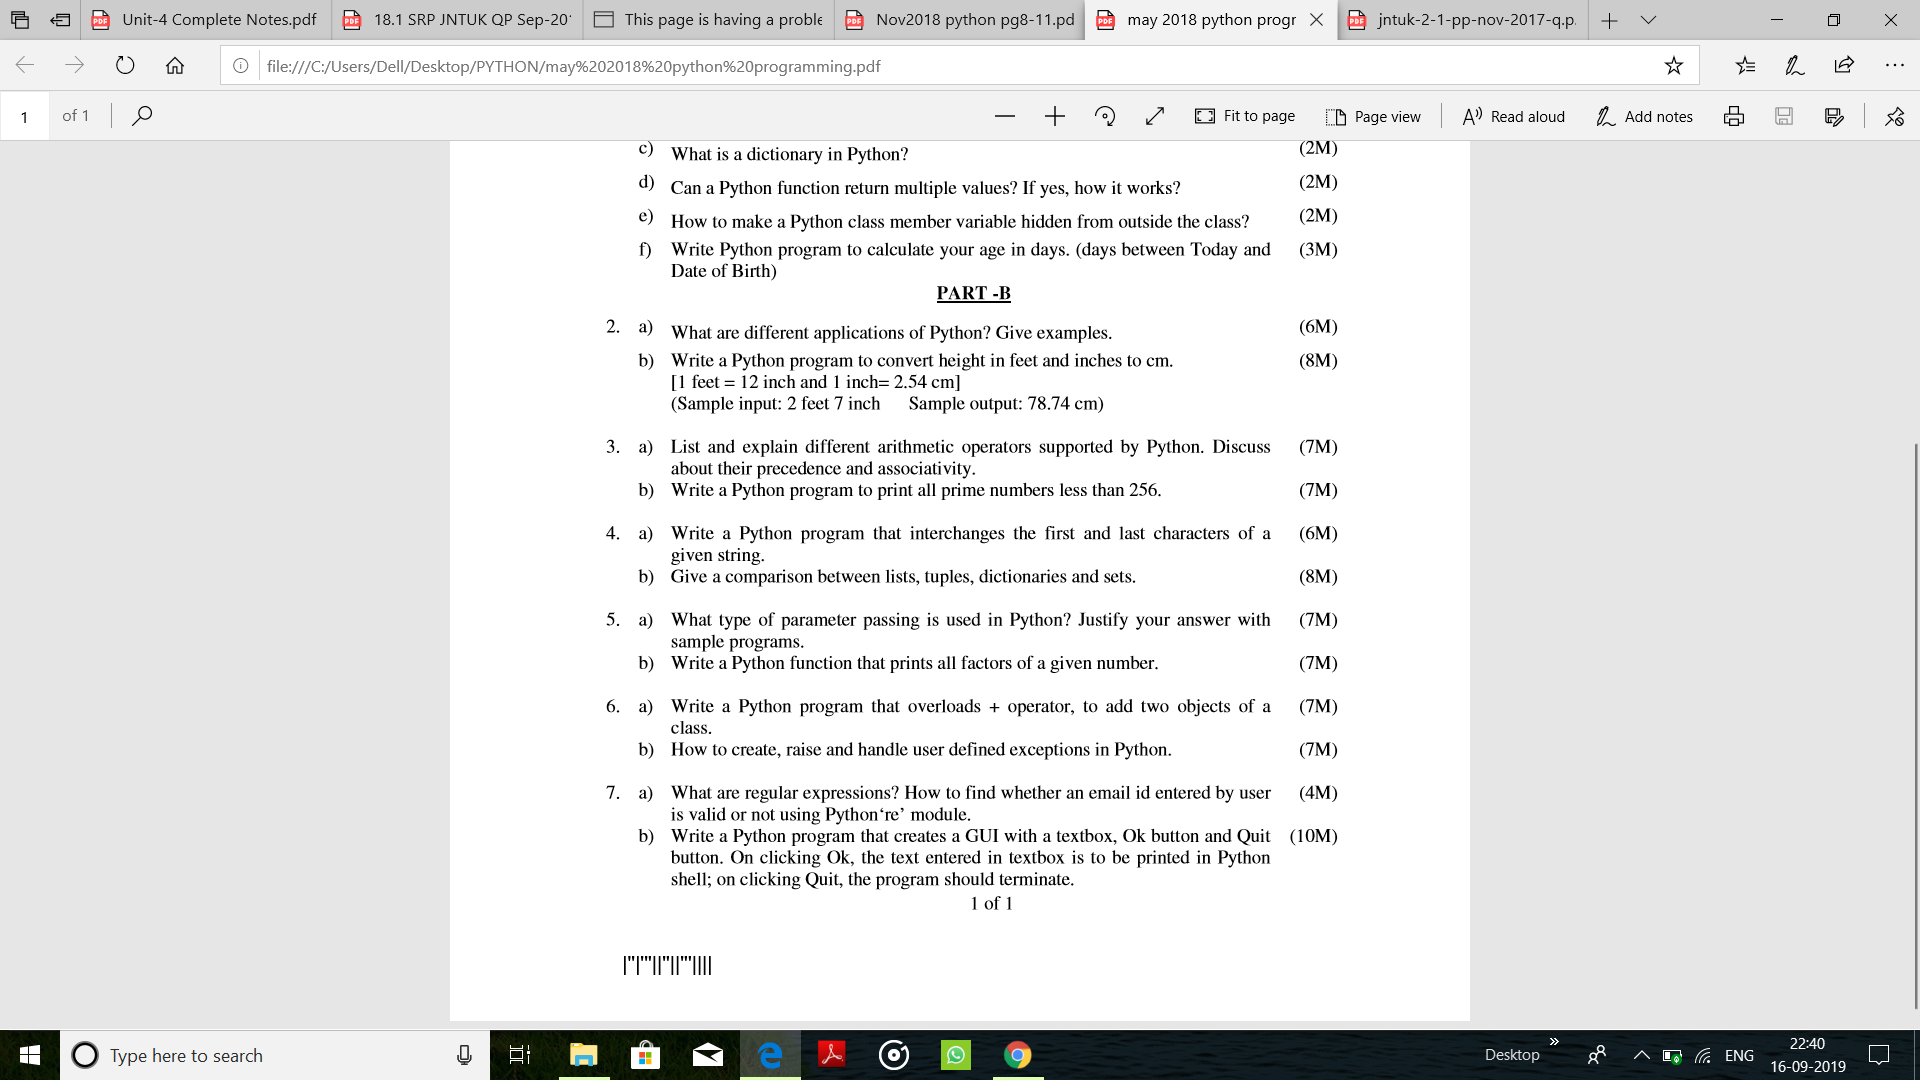 Unit-4 Complete Notes.pdf
18.1 SRP JNTUK QP Sep-20
This page is having a proble
Nov2018 python pg8-11.pd
may 2018 python progr
jntuk-2-1-pp-nov-2017-q.p
file:///C:/Users/Dell/Desktop/PYTHON/may%202018%20python%20programming.pdf
1 of 1
Fit to page
Page view
Read aloud
Add notes
c) What is a dictionary in Python? (2M)
d) Can a Python function return multiple values? If yes, how it works? (2M)
e) How to make a Python class member variable hidden from outside the class? (2M)
f) Write Python program to calculate your age in days. (days between Today and (3M)
Date of Birth)
PART -B
2. a) What are different applications of Python? Give examples. (6M)
b) Write a Python program to convert height in feet and inches to cm. (8M)
[1 feet = 12 inch and 1 inch= 2.54 cm]
(Sample input: 2 feet 7 inch Sample output: 78.74 cm)
3. a) List and explain different arithmetic operators supported by Python. Discuss (7M)
about their precedence and associativity.
b) Write a Python program to print all prime numbers less than 256. (7M)
4. a) Write a Python program that interchanges the first and last characters of a (6M)
given string.
b) Give a comparison between lists, tuples, dictionaries and sets. (8M)
5. a) What type of parameter passing is used in Python? Justify your answer with (7M)
sample programs.
b) Write a Python function that prints all factors of a given number. (7M)
6. a) Write a Python program that overloads + operator, to add two objects of a (7M)
class.
b) How to create, raise and handle user defined exceptions in Python. (7M)
7. a) What are regular expressions? How to find whether an email id entered by user (4M)
is valid or not using Python‘re’ module.
b) Write a Python program that creates a GUI with a textbox, Ok button and Quit (10M)
button. On clicking Ok, the text entered in textbox is to be printed in Python
shell; on clicking Quit, the program should terminate.
1 of 1
|''|'''||''||'''||||
Type here to search
Desktop
ENG
22:40
16-09-2019